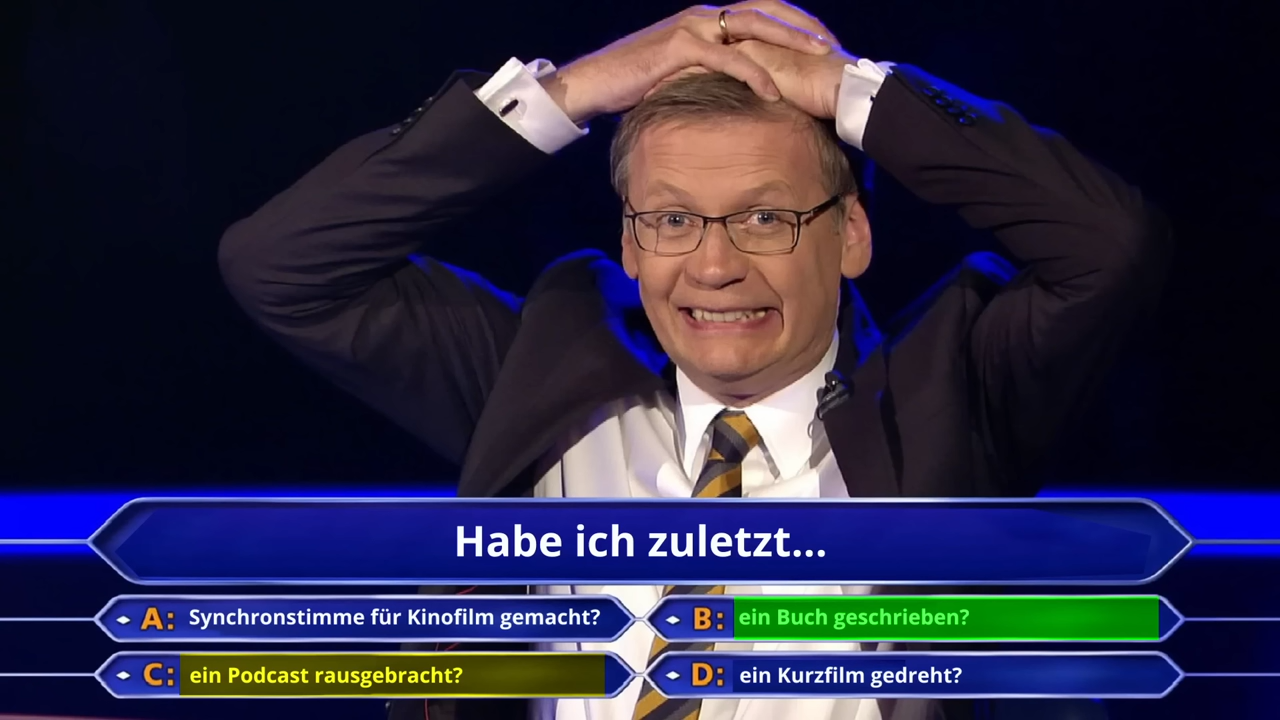 Habe ich zuletzt...
A: Synchronstimme für Kinofilm gemacht?
B: ein Buch geschrieben?
C: ein Podcast rausgebracht?
D: ein Kurzfilm gedreht?